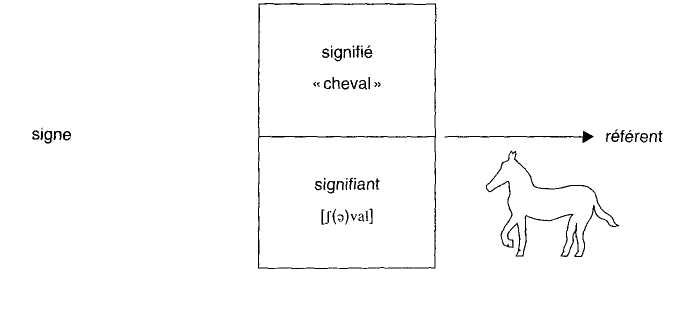 signifié
« cheval »
signe
référent
signifiant
[ʃ(ə)val]